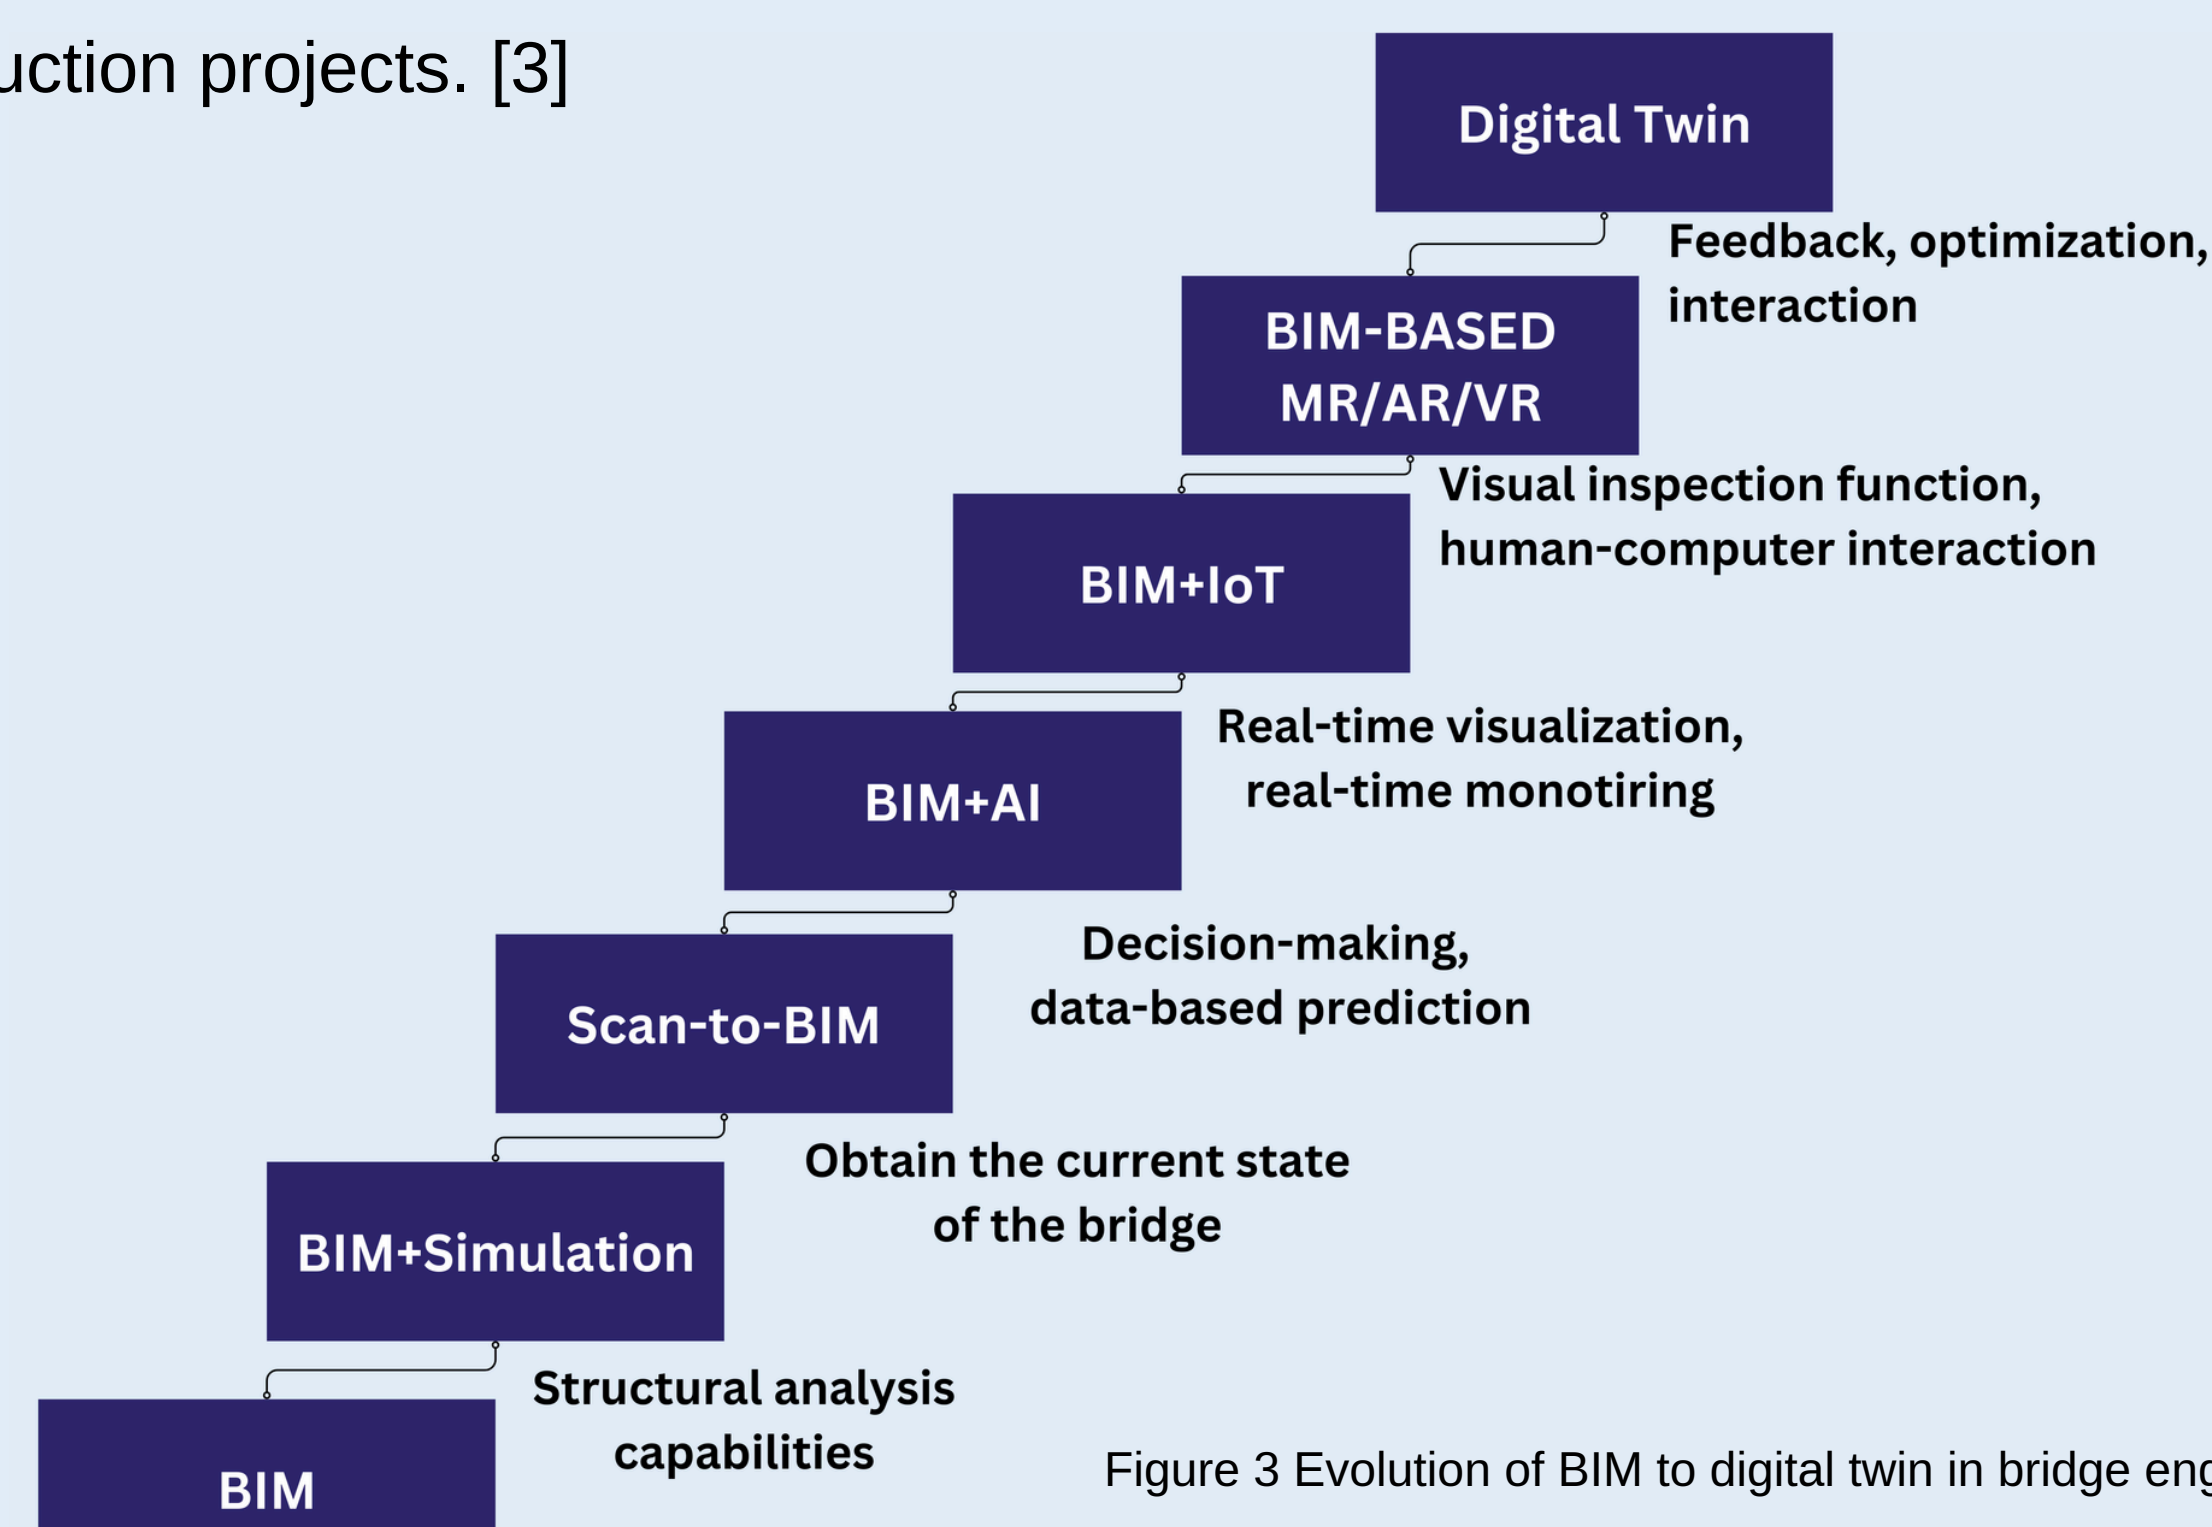 uction projects. [3]
Digital Twin
Feedback, optimization,
interaction
BIM-BASED
MR/AR/VR
Visual inspection function,
human-computer interaction
BIM+IoT
Real-time visualization,
real-time monotiring
BIM+AI
Decision-making,
data-based prediction
Scan-to-BIM
Obtain the current state
of the bridge
BIM+Simulation
Structural analysis
capabilities
BIM
Figure 3 Evolution of BIM to digital twin in bridge eng